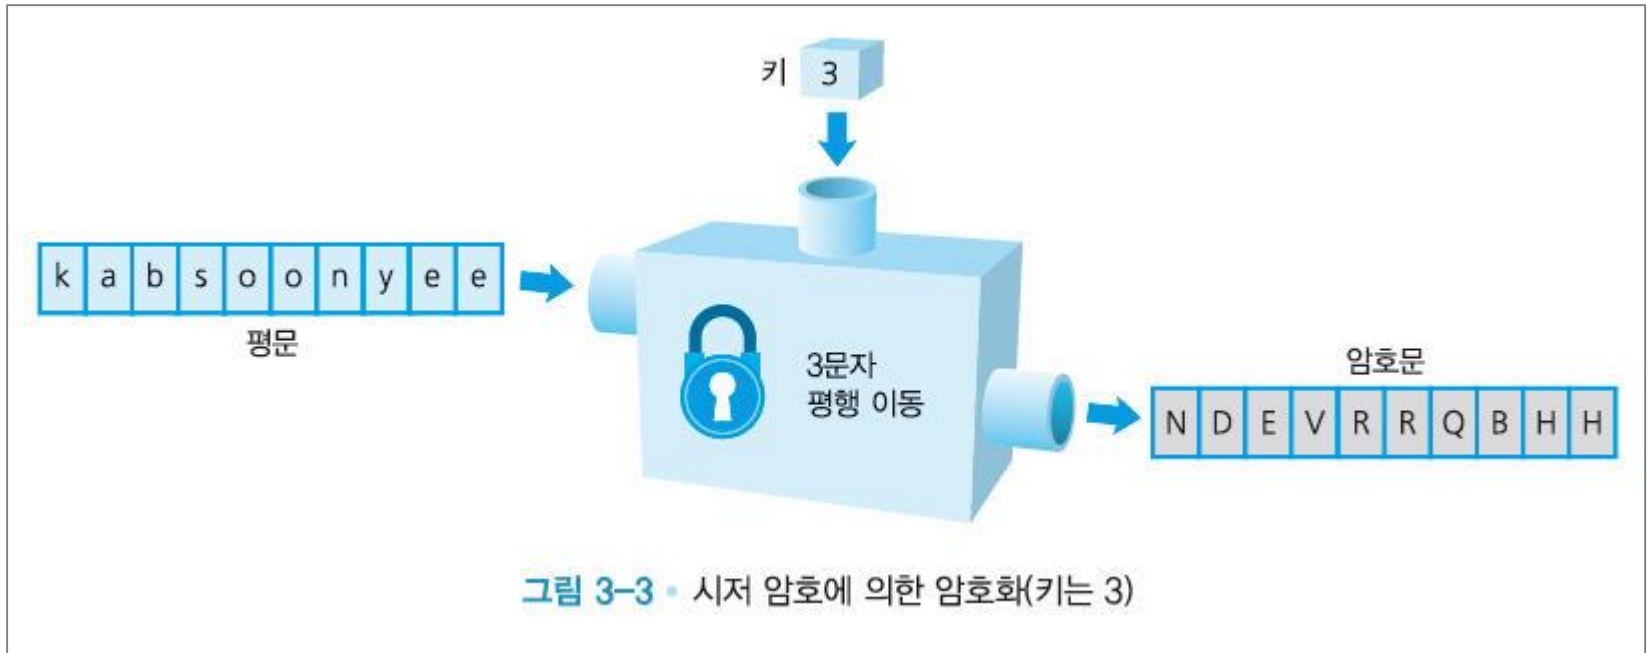 키 3
k a b s o o n y e e
평문
3문자
평행 이동
암호문
N D E V R R Q B H H
그림 3-3 • 시저 암호에 의한 암호화(키는 3)